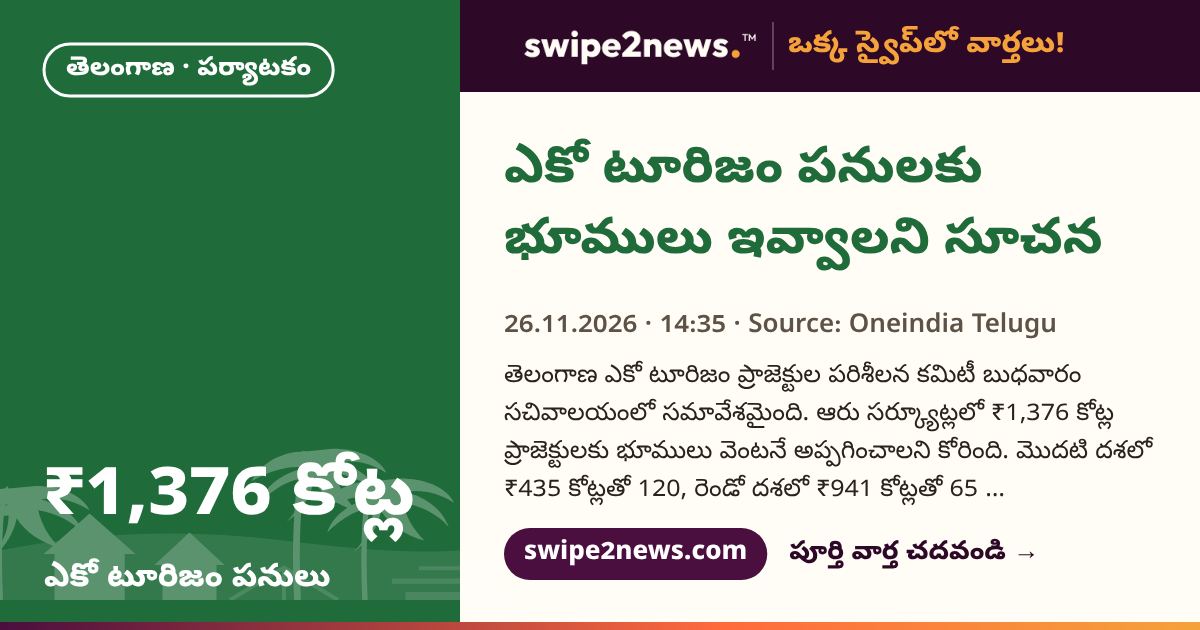 తెలంగాణ · పర్యాటకం
₹1,376 కోట్ల
ఎకో టూరిజం పనులు
swipe2news.™ | ఒక్క స్వైప్‌లో వార్తలు!
ఎకో టూరిజం పనులకు
భూములు ఇవ్వాలని సూచన
26.11.2026 · 14:35 · Source: Oneindia Telugu
తెలంగాణ ఎకో టూరిజం ప్రాజెక్టుల పరిశీలన కమిటీ బుధవారం
సచివాలయంలో సమావేశమైంది. ఆరు సర్క్యూట్లలో ₹1,376 కోట్ల
ప్రాజెక్టులకు భూములు వెంటనే అప్పగించాలని కోరింది. మొదటి దశలో
₹435 కోట్లతో 120, రెండో దశలో ₹941 కోట్లతో 65 ...
swipe2news.com పూర్తి వార్త చదవండి →